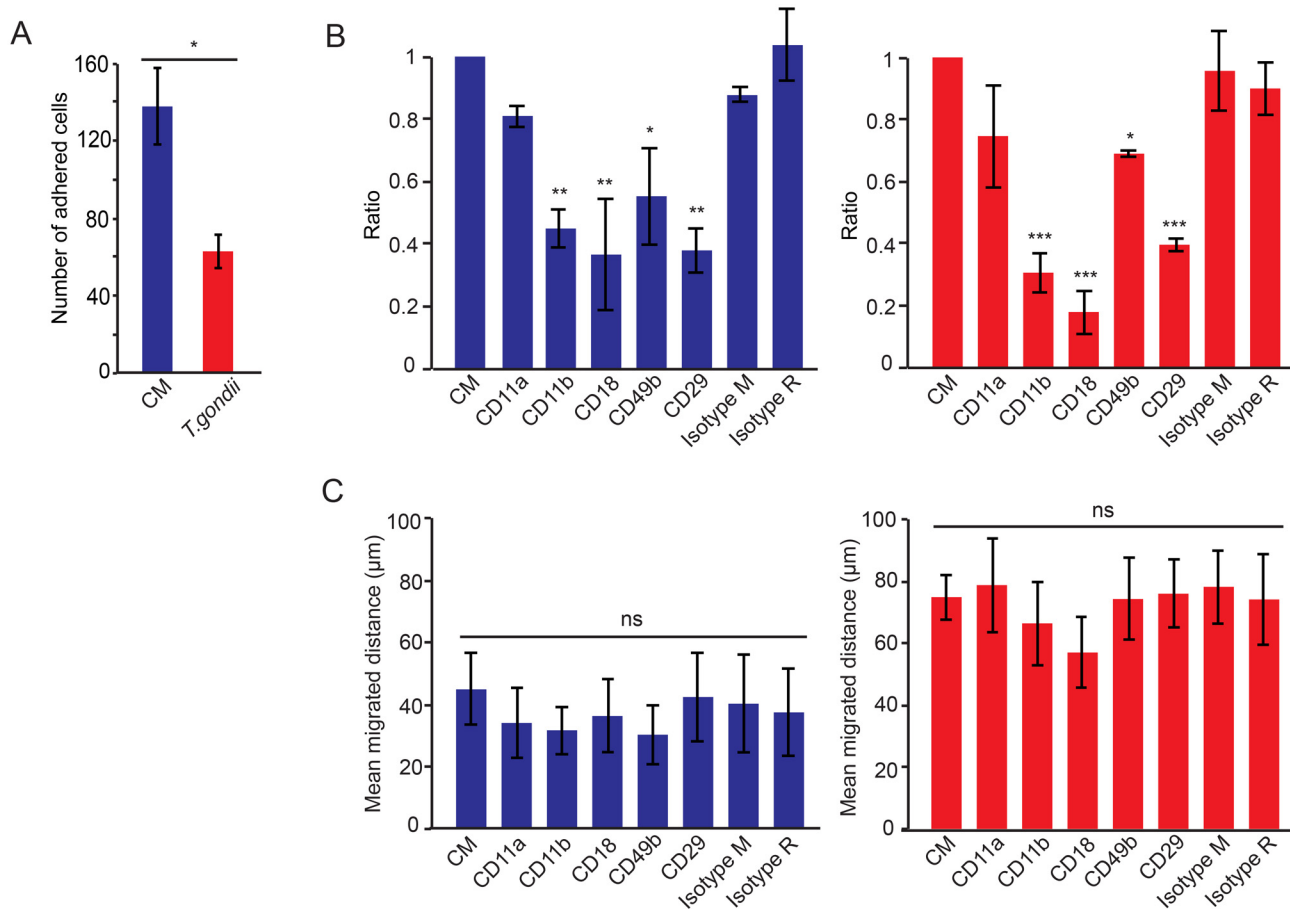 A
*
Number of adhered cells
160
120
80
40
0
CM
T.gondii
B
Ratio
1
0.8
0.6
0.4
0.2
0
**
**
*
**
CM
CD11a
CD11b
CD18
CD49b
CD29
Isotype M
Isotype R
Ratio
1
0.8
0.6
0.4
0.2
0
***
***
*
***
CM
CD11a
CD11b
CD18
CD49b
CD29
Isotype M
Isotype R
C
Mean migrated distance (µm)
100
80
60
40
20
0
ns
CM
CD11a
CD11b
CD18
CD49b
CD29
Isotype M
Isotype R
Mean migrated distance (µm)
100
80
60
40
20
0
ns
CM
CD11a
CD11b
CD18
CD49b
CD29
Isotype M
Isotype R